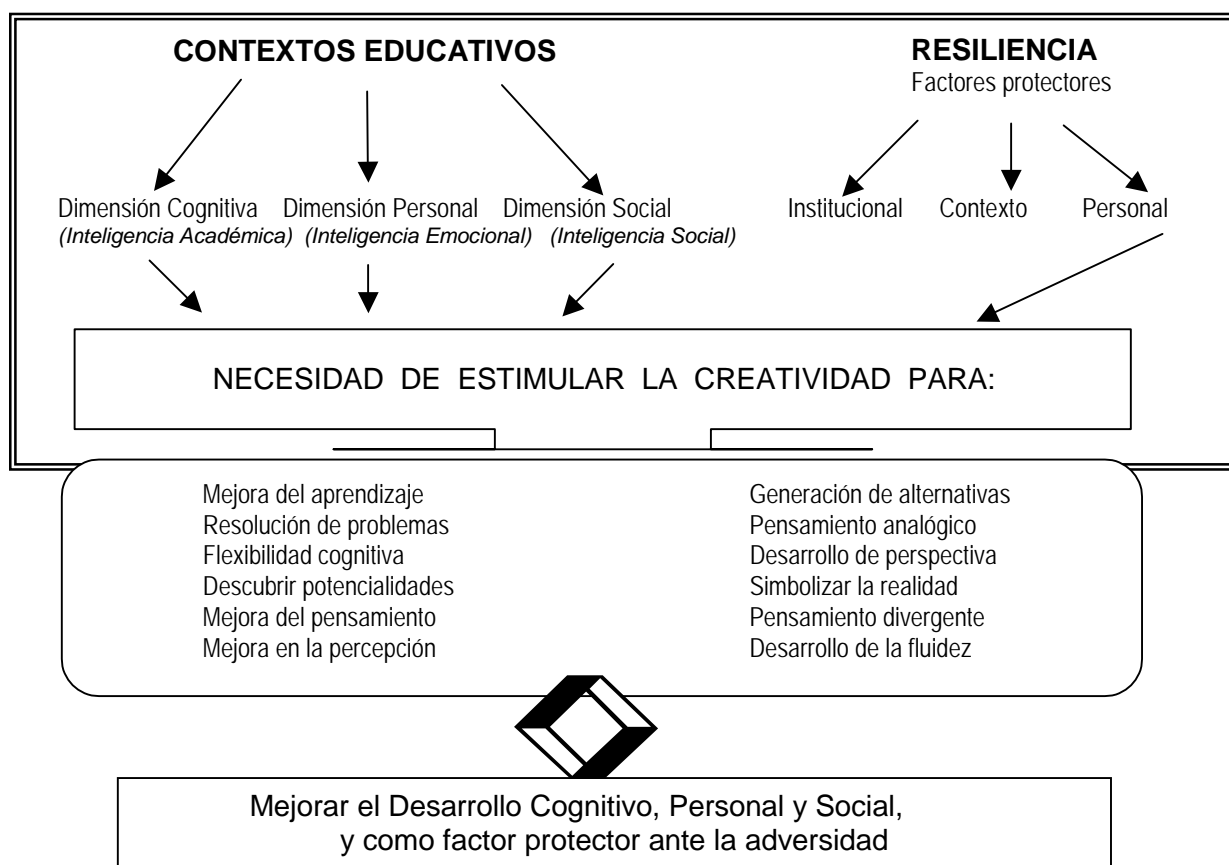 CONTEXTOS EDUCATIVOS
RESILIENCIA
Factores protectores
Dimensión Cognitiva Dimensión Personal Dimensión Social
(Inteligencia Académica) (Inteligencia Emocional) (Inteligencia Social)
Institucional Contexto Personal
NECESIDAD DE ESTIMULAR LA CREATIVIDAD PARA:
Mejora del aprendizaje
Resolución de problemas
Flexibilidad cognitiva
Descubrir potencialidades
Mejora del pensamiento
Mejora en la percepción
Generación de alternativas
Pensamiento analógico
Desarrollo de perspectiva
Simbolizar la realidad
Pensamiento divergente
Desarrollo de la fluidez
Mejorar el Desarrollo Cognitivo, Personal y Social,
y como factor protector ante la adversidad